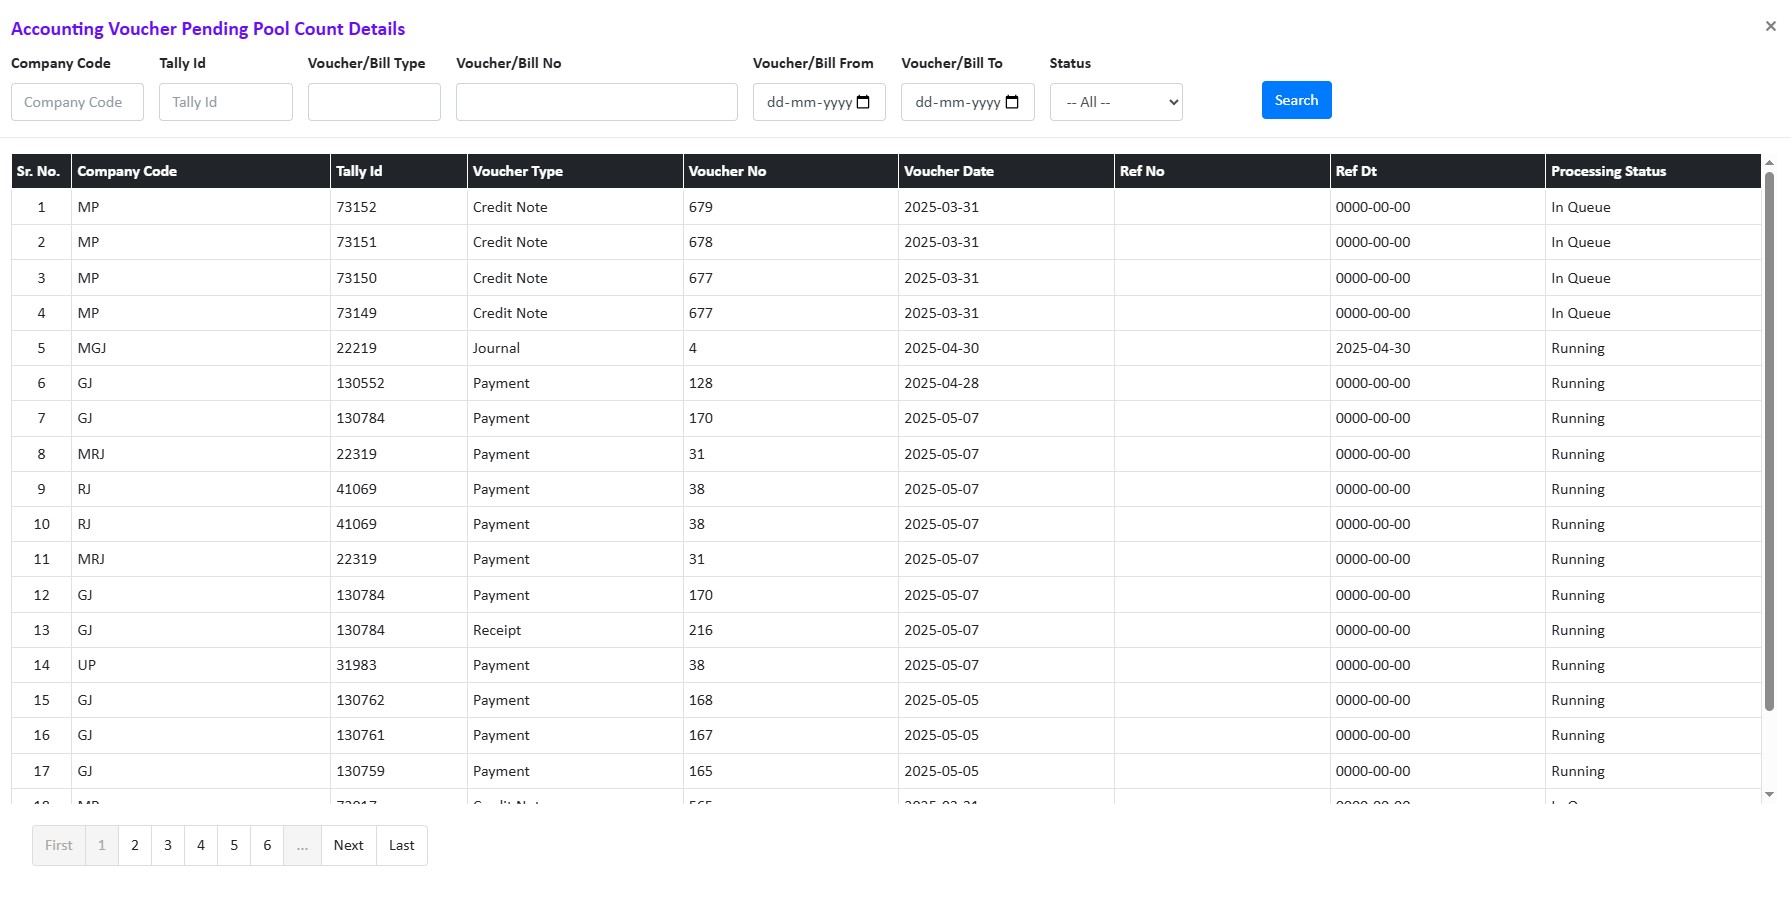 Accounting Voucher Pending Pool Count Details ×
Company Code Tally Id Voucher/Bill Type Voucher/Bill No Voucher/Bill From Voucher/Bill To Status
Company Code Tally Id dd-mm-yyyy dd-mm-yyyy -- All -- Search
Sr. No. Company Code Tally Id Voucher Type Voucher No Voucher Date Ref No Ref Dt Processing Status
1 MP 73152 Credit Note 679 2025-03-31 0000-00-00 In Queue
2 MP 73151 Credit Note 678 2025-03-31 0000-00-00 In Queue
3 MP 73150 Credit Note 677 2025-03-31 0000-00-00 In Queue
4 MP 73149 Credit Note 677 2025-03-31 0000-00-00 In Queue
5 MGJ 22219 Journal 4 2025-04-30 2025-04-30 Running
6 GJ 130552 Payment 128 2025-04-28 0000-00-00 Running
7 GJ 130784 Payment 170 2025-05-07 0000-00-00 Running
8 MRJ 22319 Payment 31 2025-05-07 0000-00-00 Running
9 RJ 41069 Payment 38 2025-05-07 0000-00-00 Running
10 RJ 41069 Payment 38 2025-05-07 0000-00-00 Running
11 MRJ 22319 Payment 31 2025-05-07 0000-00-00 Running
12 GJ 130784 Payment 170 2025-05-07 0000-00-00 Running
13 GJ 130784 Receipt 216 2025-05-07 0000-00-00 Running
14 UP 31983 Payment 38 2025-05-07 0000-00-00 Running
15 GJ 130762 Payment 168 2025-05-05 0000-00-00 Running
16 GJ 130761 Payment 167 2025-05-05 0000-00-00 Running
17 GJ 130759 Payment 165 2025-05-05 0000-00-00 Running
First 1 2 3 4 5 6 ... Next Last